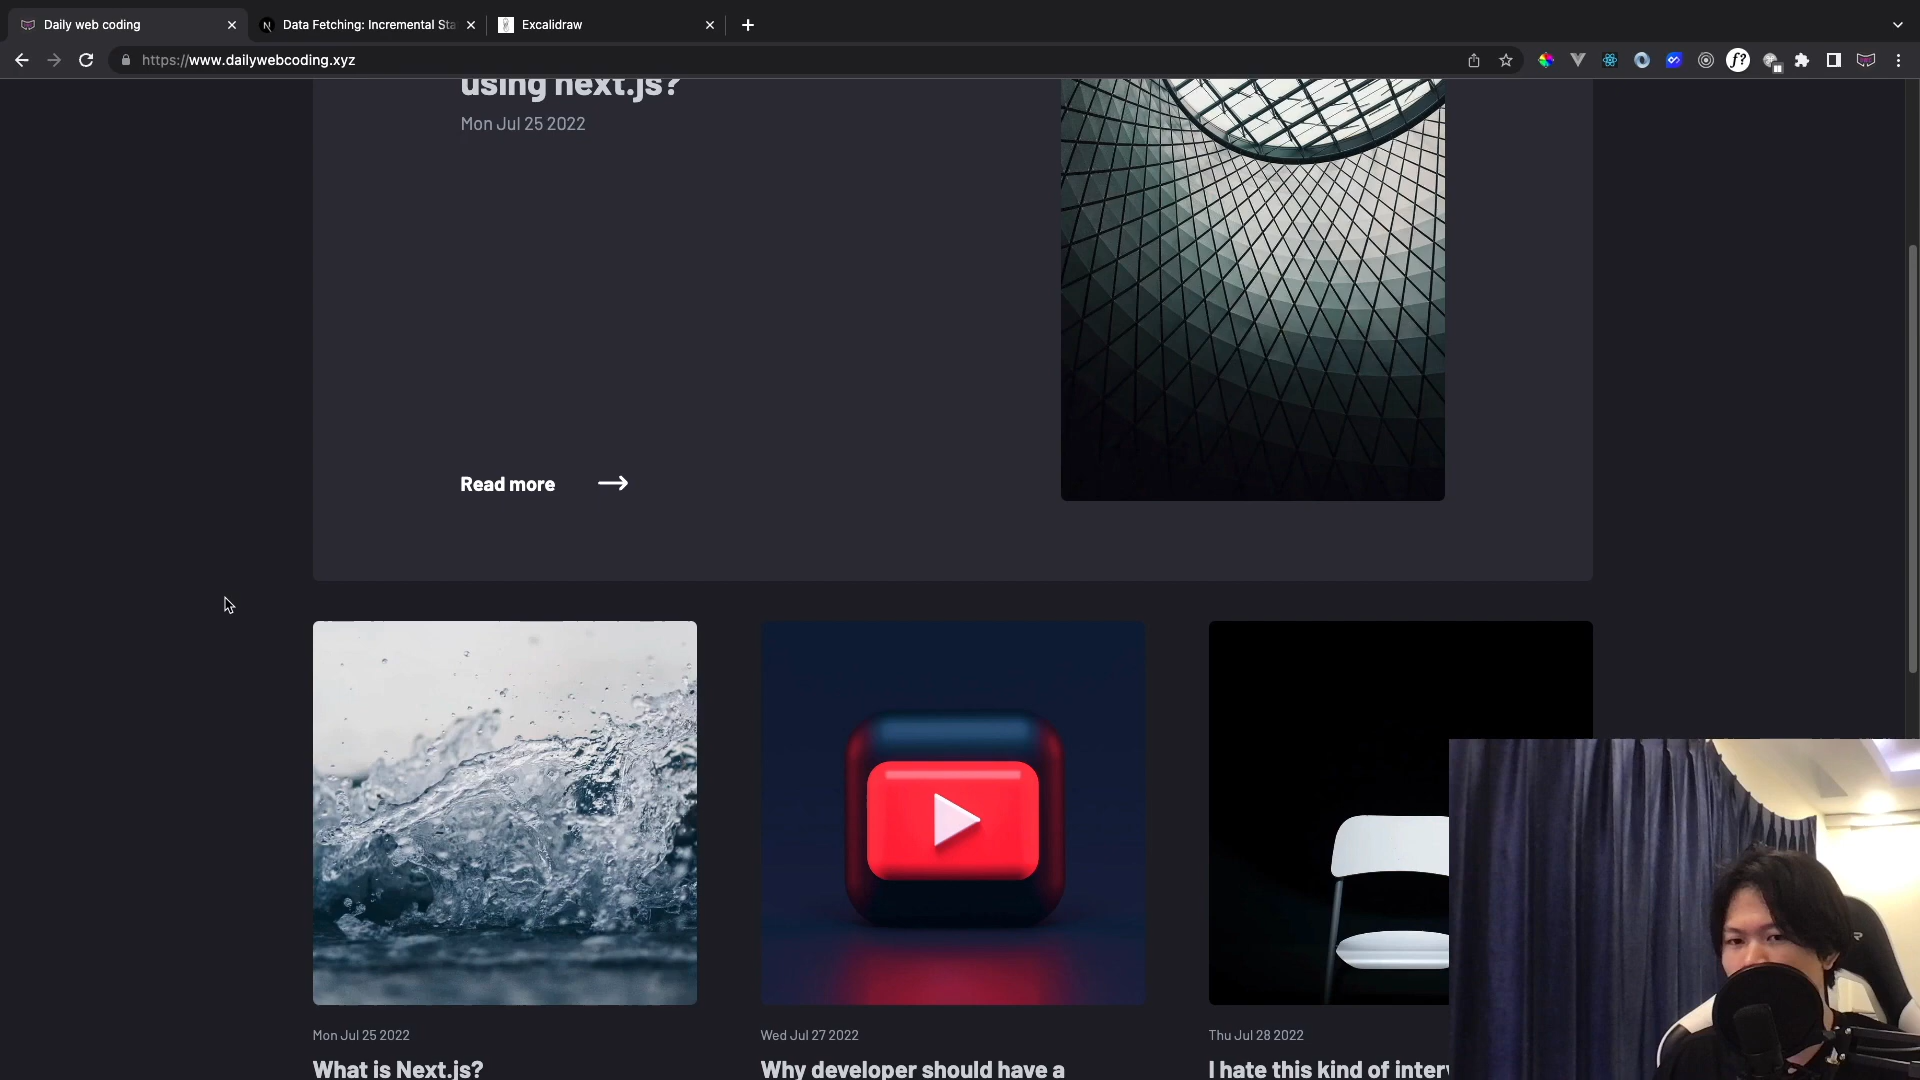 Daily web coding
Data Fetching: Incremental Sta
Excalidraw
https://www.dailywebcoding.xyz
f?
using next.js?
Mon Jul 25 2022
Read more
Mon Jul 25 2022
Wed Jul 27 2022
Thu Jul 28 2022
What is Next.js?
Why developer should have a
I hate this kind of inter